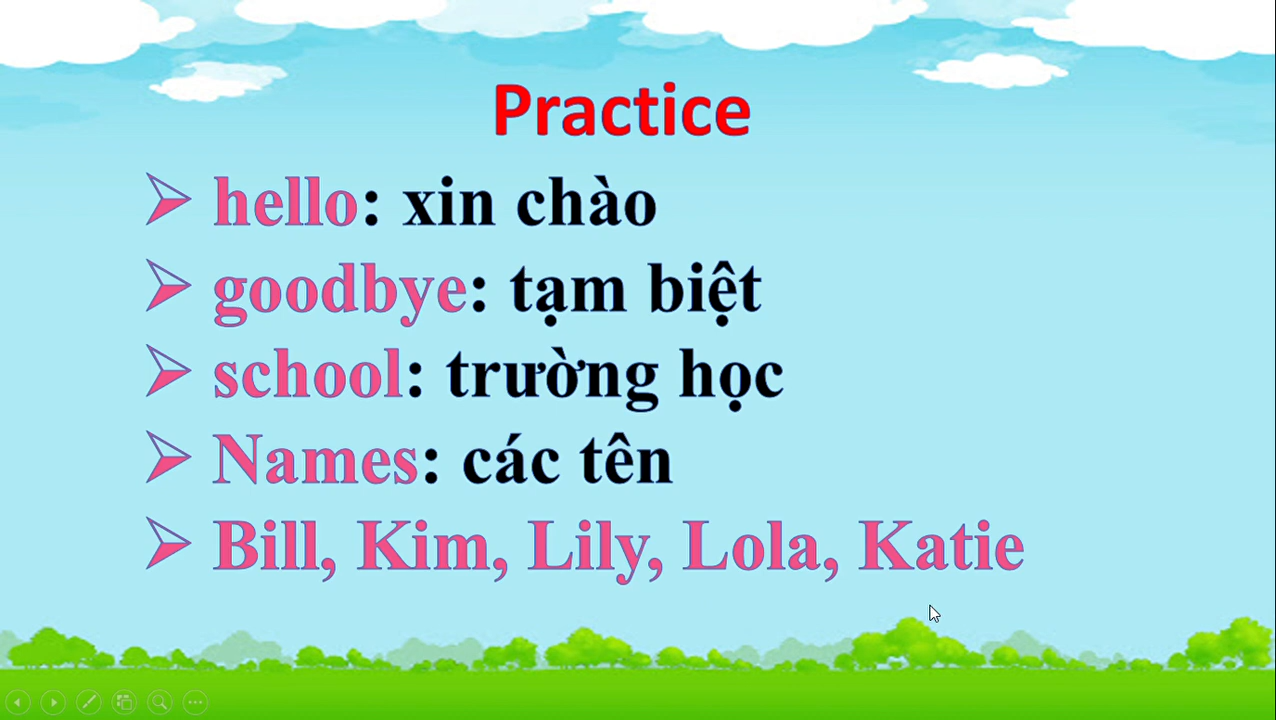 Practice
hello: xin chào
goodbye: tạm biệt
school: trường học
Names: các tên
Bill, Kim, Lily, Lola, Katie